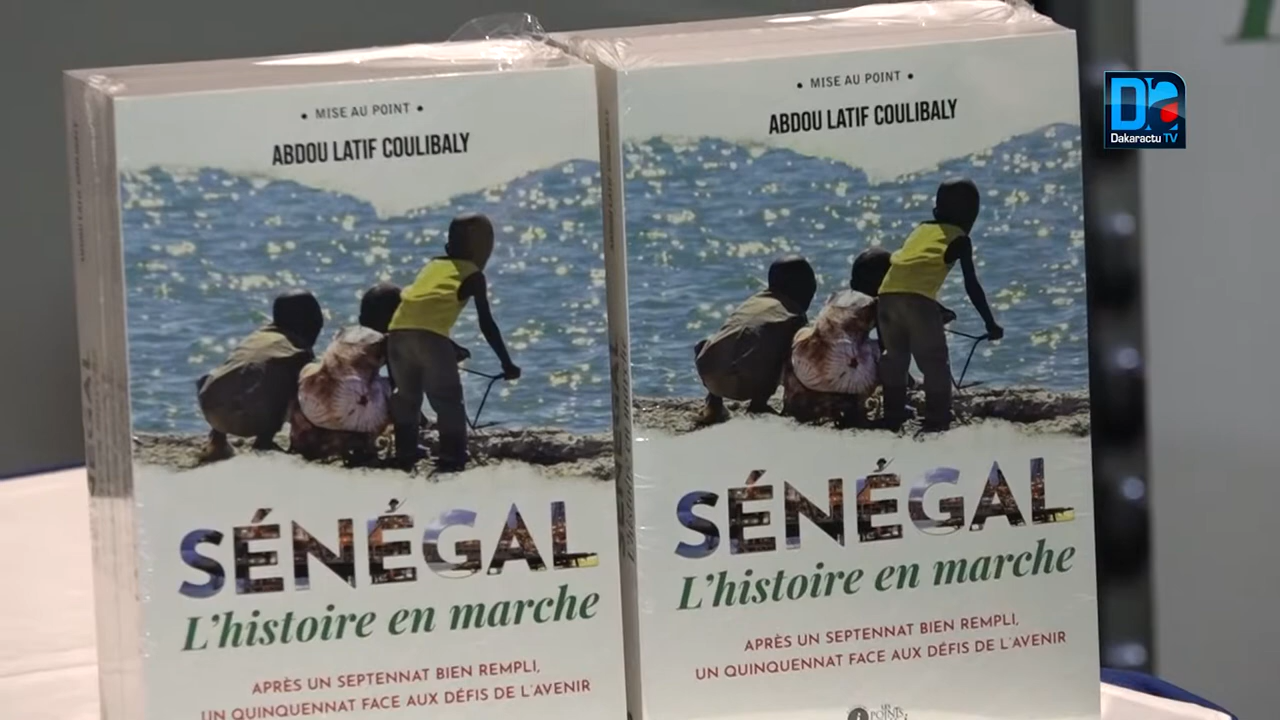 • MISE AU POINT •
ABDOU LATIF COULIBALY
SÉNÉGAL
L'histoire en marche
APRÈS UN SEPTENNAT BIEN REMPLI,
UN QUINQUENNAT FACE AUX DÉFIS DE L'AVENIR
• MISE AU POINT •
ABDOU LATIF COULIBALY
SÉNÉGAL
L'histoire en marche
APRÈS UN SEPTENNAT BIEN REMPLI,
UN QUINQUENNAT FACE AUX DÉFIS DE L'AVENIR
Dakaractu TV